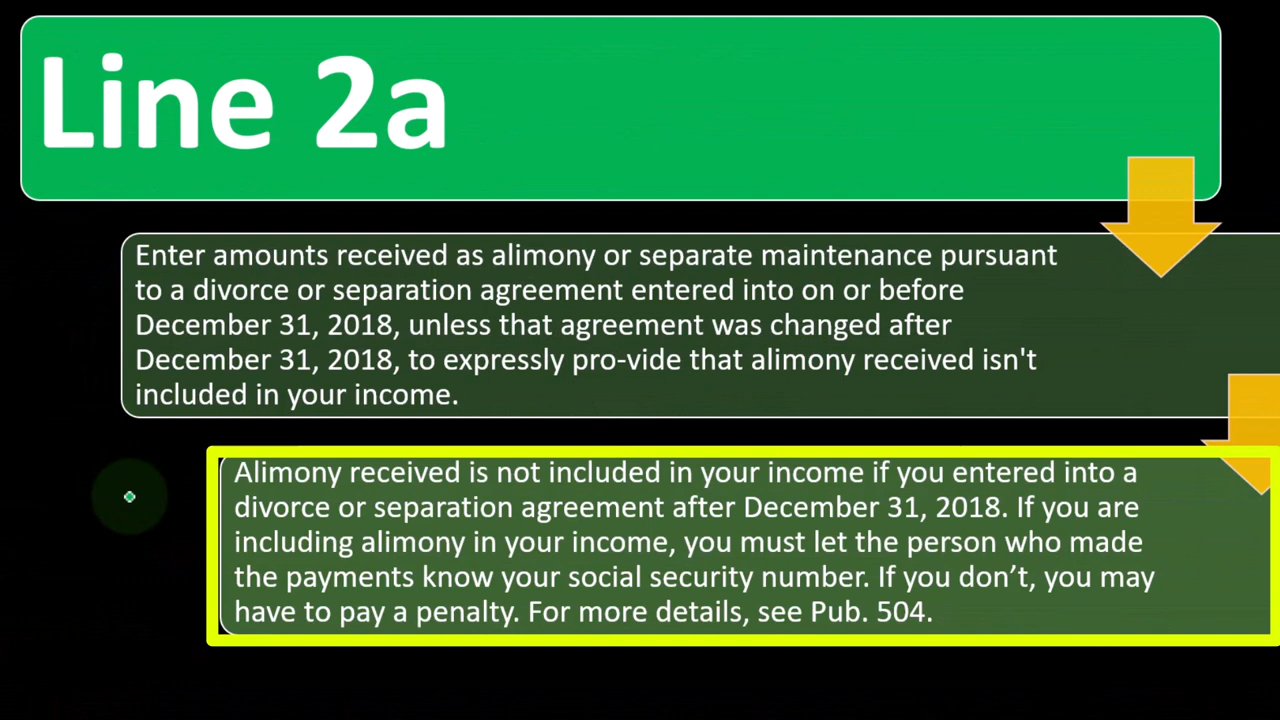 Line 2a
Enter amounts received as alimony or separate maintenance pursuant
to a divorce or separation agreement entered into on or before
December 31, 2018, unless that agreement was changed after
December 31, 2018, to expressly pro-vide that alimony received isn't
included in your income.
Alimony received is not included in your income if you entered into a
divorce or separation agreement after December 31, 2018. If you are
including alimony in your income, you must let the person who made
the payments know your social security number. If you don’t, you may
have to pay a penalty. For more details, see Pub. 504.